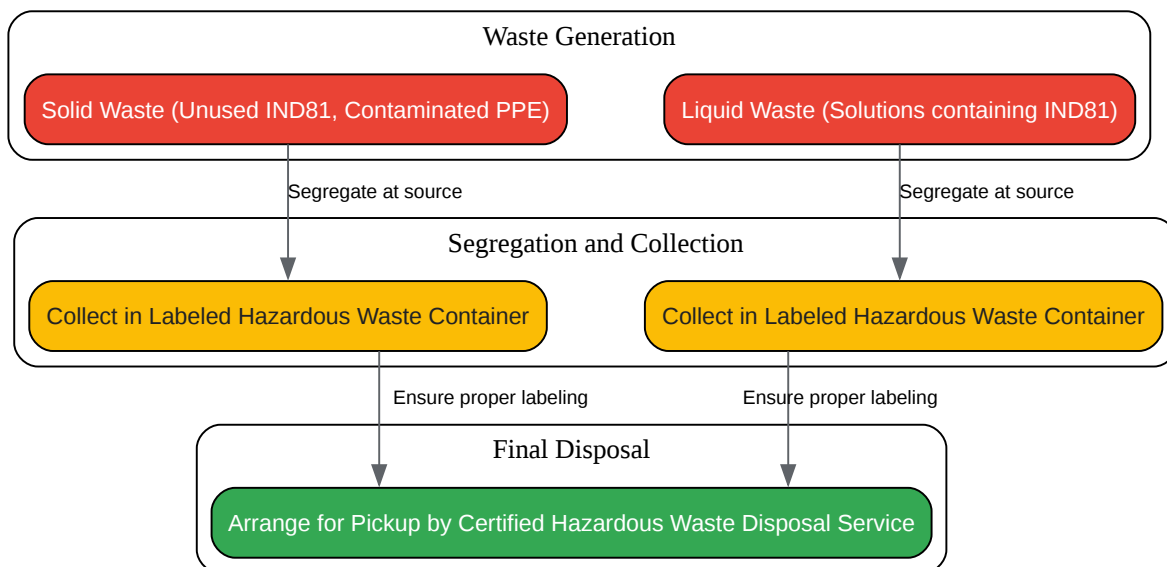 Waste Generation
Solid Waste (Unused IND81, Contaminated PPE)
Liquid Waste (Solutions containing IND81)
Segregate at source
Segregate at source
Segregation and Collection
Collect in Labeled Hazardous Waste Container
Collect in Labeled Hazardous Waste Container
Ensure proper labeling
Ensure proper labeling
Final Disposal
Arrange for Pickup by Certified Hazardous Waste Disposal Service